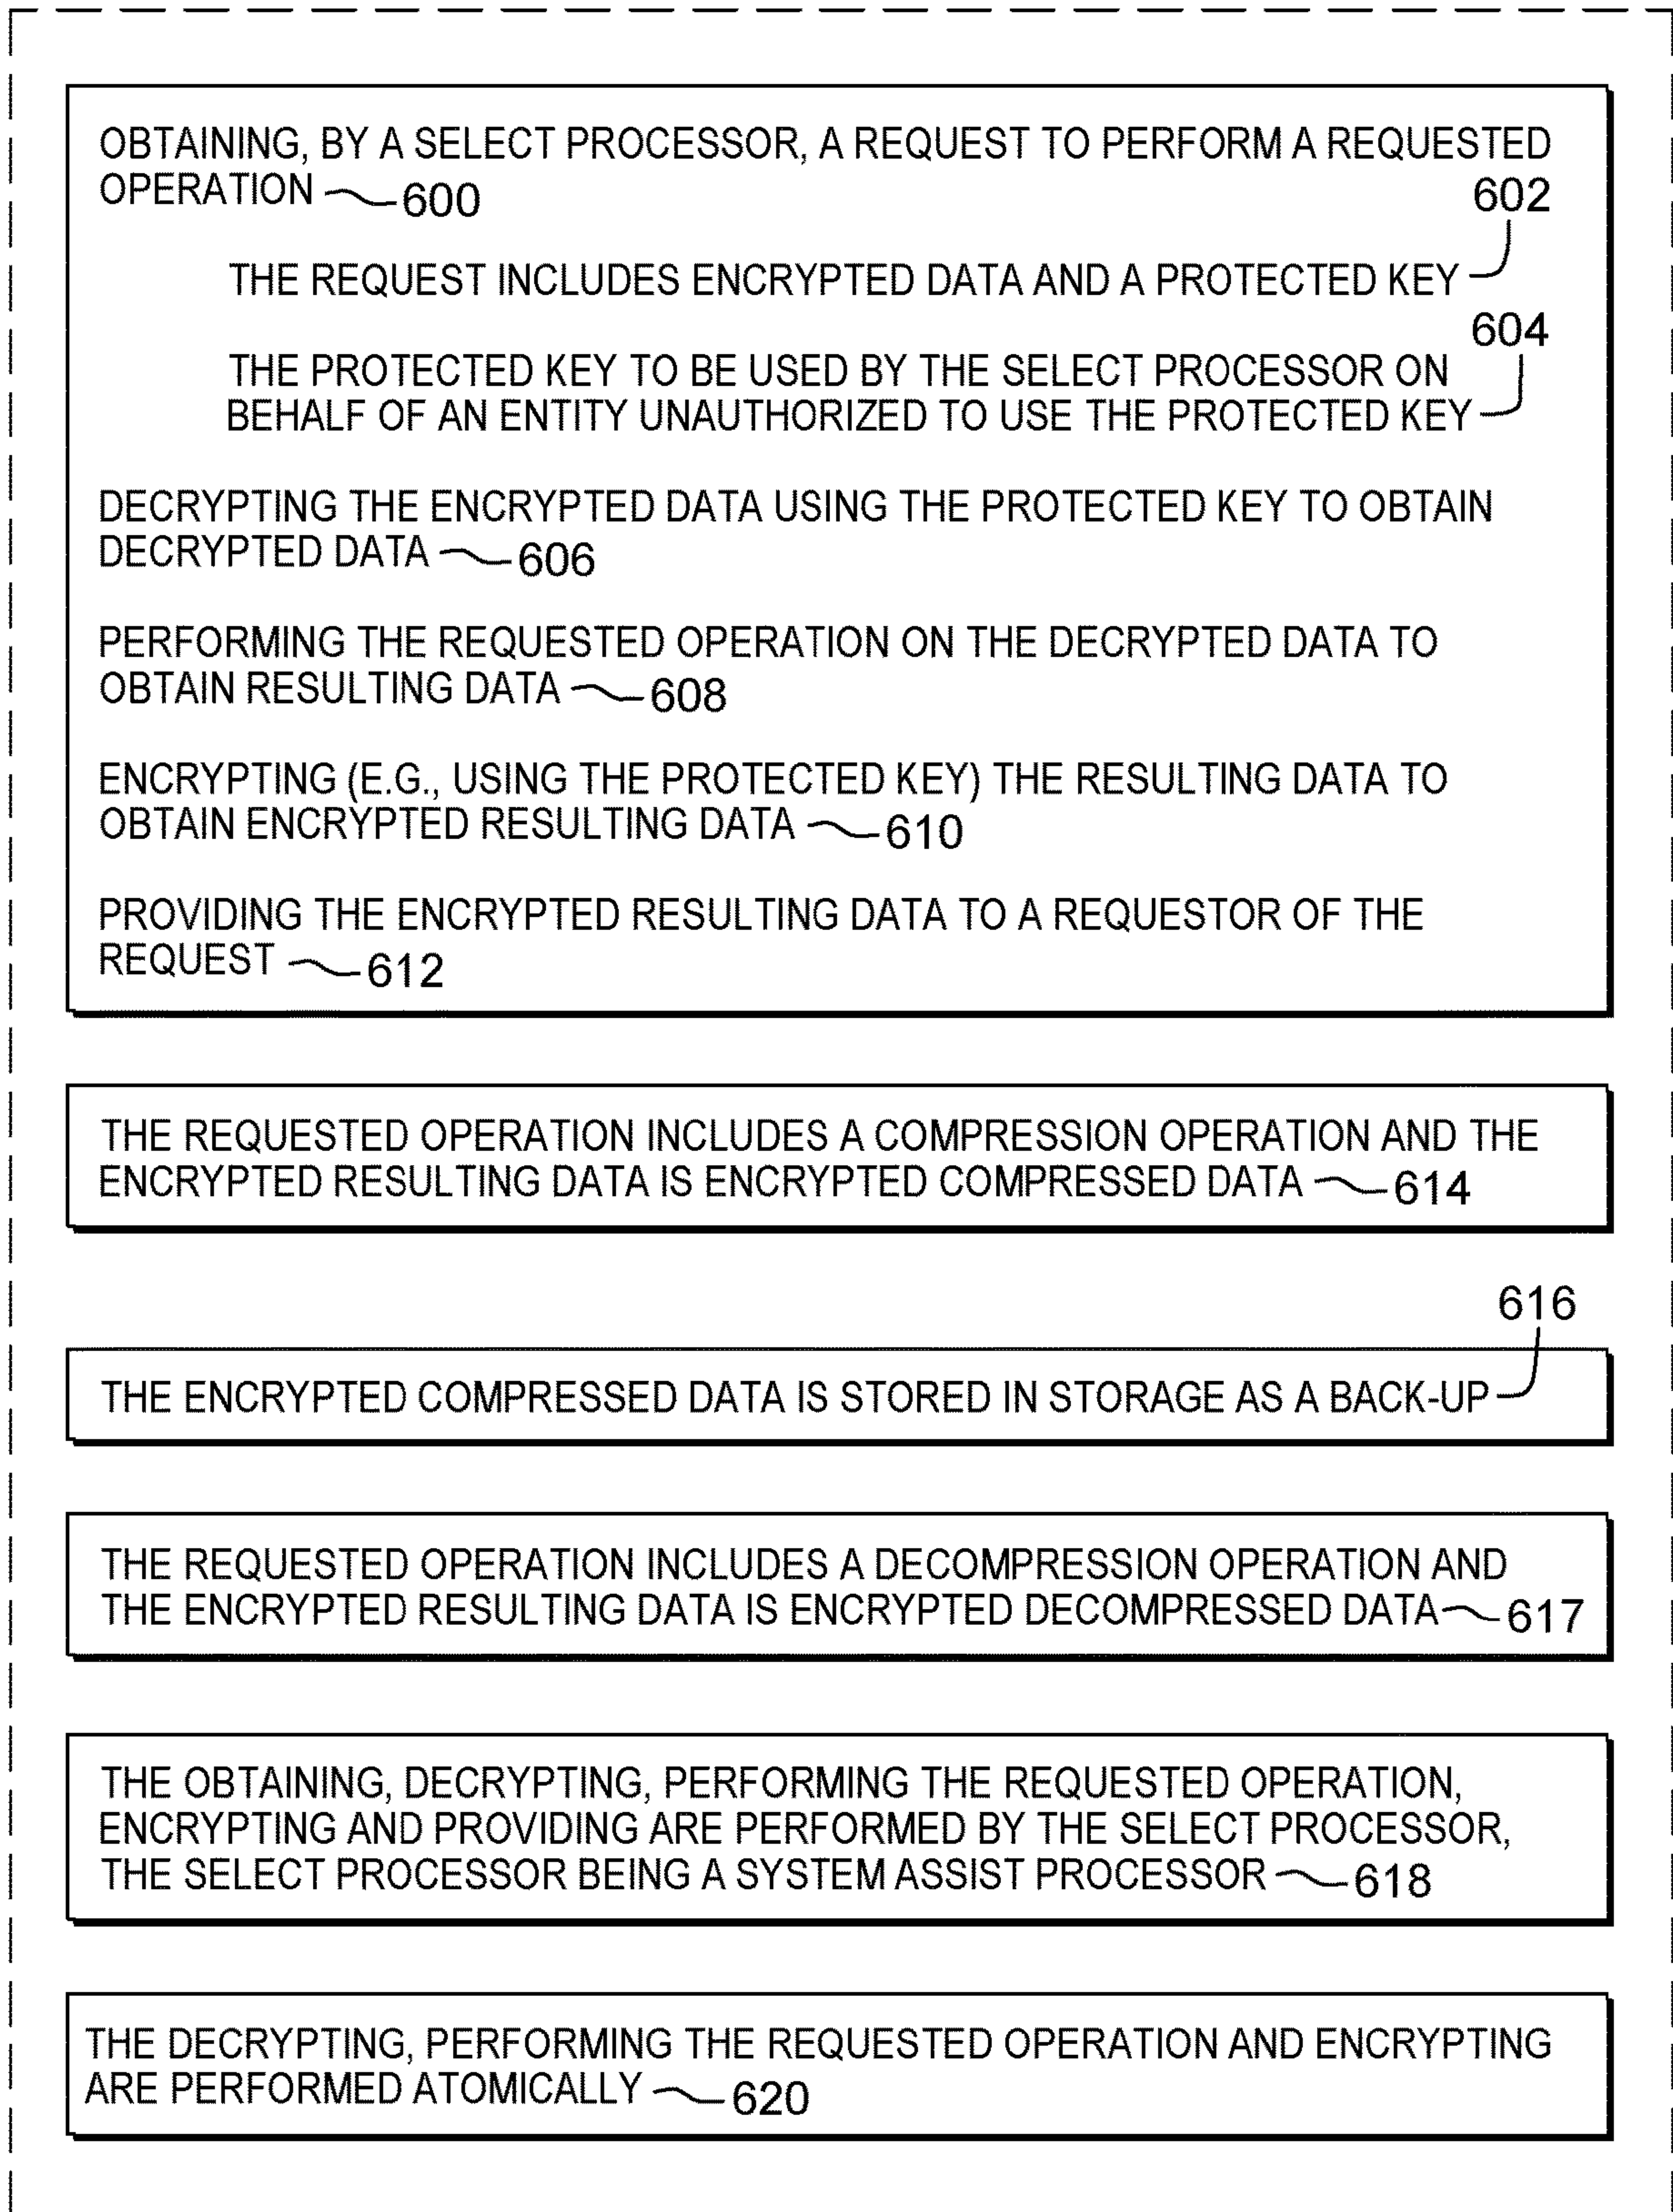 OBTAINING, BY A SELECT PROCESSOR, A REQUEST TO PERFORM A REQUESTED
OPERATION 600
602
THE REQUEST INCLUDES ENCRYPTED DATA AND A PROTECTED KEY
604
THE PROTECTED KEY TO BE USED BY THE SELECT PROCESSOR ON
BEHALF OF AN ENTITY UNAUTHORIZED TO USE THE PROTECTED KEY
DECRYPTING THE ENCRYPTED DATA USING THE PROTECTED KEY TO OBTAIN
DECRYPTED DATA 606
PERFORMING THE REQUESTED OPERATION ON THE DECRYPTED DATA TO
OBTAIN RESULTING DATA 608
ENCRYPTING (E.G., USING THE PROTECTED KEY) THE RESULTING DATA TO
OBTAIN ENCRYPTED RESULTING DATA 610
PROVIDING THE ENCRYPTED RESULTING DATA TO A REQUESTOR OF THE
REQUEST 612
THE REQUESTED OPERATION INCLUDES A COMPRESSION OPERATION AND THE
ENCRYPTED RESULTING DATA IS ENCRYPTED COMPRESSED DATA 614
616
THE ENCRYPTED COMPRESSED DATA IS STORED IN STORAGE AS A BACK-UP
THE REQUESTED OPERATION INCLUDES A DECOMPRESSION OPERATION AND
THE ENCRYPTED RESULTING DATA IS ENCRYPTED DECOMPRESSED DATA 617
THE OBTAINING, DECRYPTING, PERFORMING THE REQUESTED OPERATION,
ENCRYPTING AND PROVIDING ARE PERFORMED BY THE SELECT PROCESSOR,
THE SELECT PROCESSOR BEING A SYSTEM ASSIST PROCESSOR 618
THE DECRYPTING, PERFORMING THE REQUESTED OPERATION AND ENCRYPTING
ARE PERFORMED ATOMICALLY 620